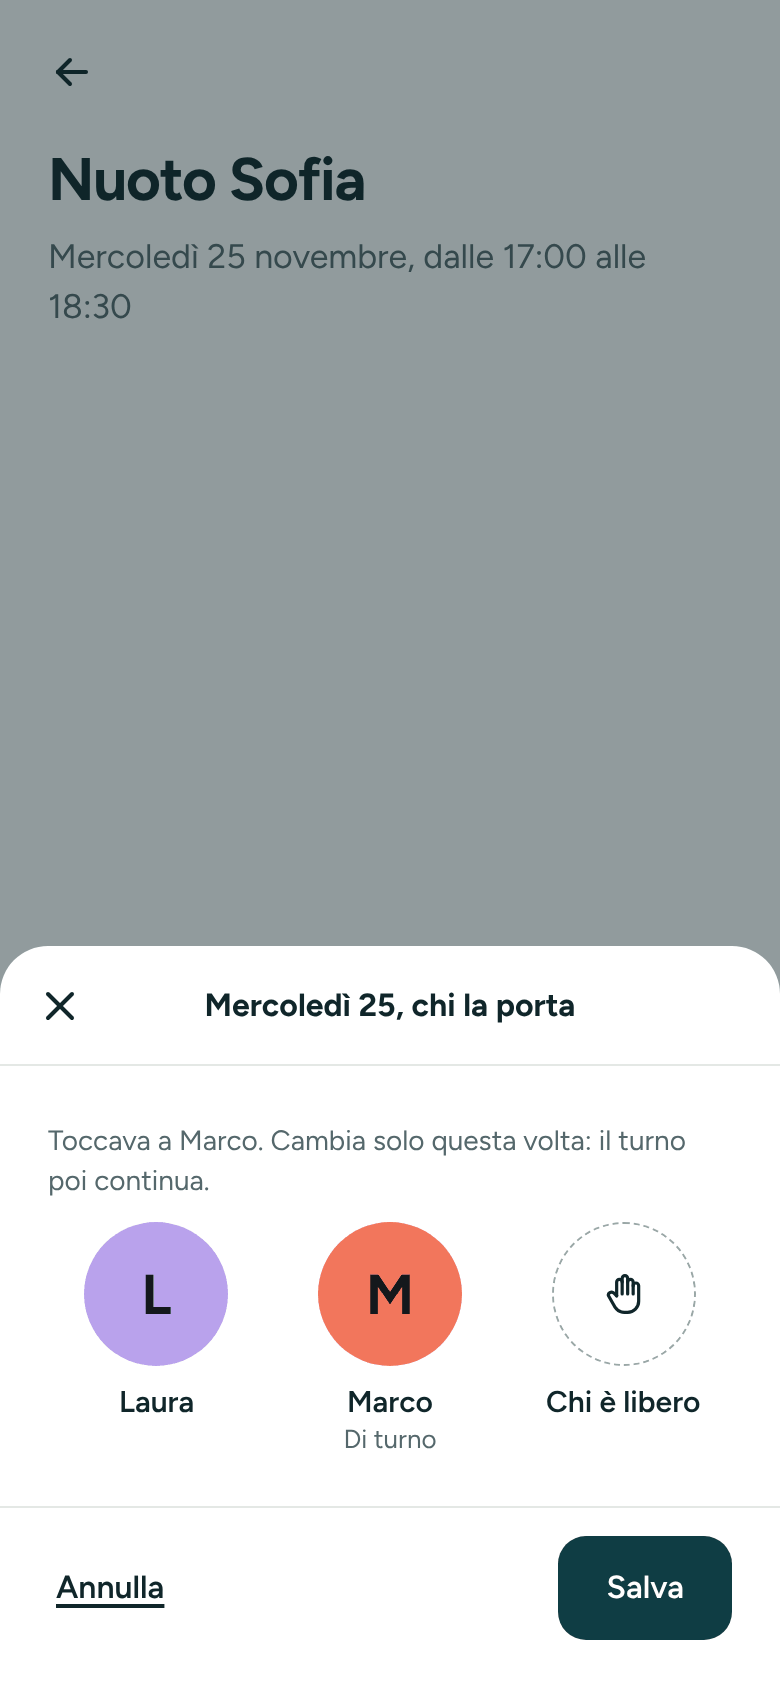 Nuoto Sofia
Mercoledì 25 novembre, dalle 17:00 alle
18:30
Mercoledì 25, chi la porta
Toccava a Marco. Cambia solo questa volta: il turno
poi continua.
L
M
Laura
Marco
Chi è libero
Di turno
Annulla
Salva